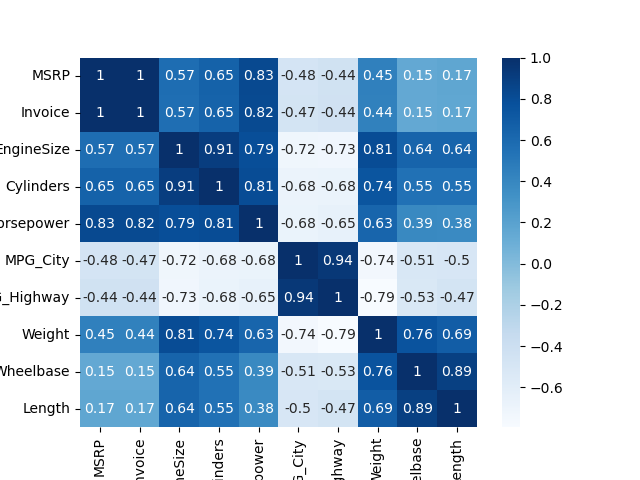 MSRP 1 1 0.57 0.65 0.83 -0.48 -0.44 0.45 0.15 0.17
Invoice 1 1 0.57 0.65 0.82 -0.47 -0.44 0.44 0.15 0.17
EngineSize 0.57 0.57 1 0.91 0.79 -0.72 -0.73 0.81 0.64 0.64
Cylinders 0.65 0.65 0.91 1 0.81 -0.68 -0.68 0.74 0.55 0.55
orsepower 0.83 0.82 0.79 0.81 1 -0.68 -0.65 0.63 0.39 0.38
MPG_City -0.48 -0.47 -0.72 -0.68 -0.68 1 0.94 -0.74 -0.51 -0.5
G_Highway -0.44 -0.44 -0.73 -0.68 -0.65 0.94 1 -0.79 -0.53 -0.47
Weight 0.45 0.44 0.81 0.74 0.63 -0.74 -0.79 1 0.76 0.69
Wheelbase 0.15 0.15 0.64 0.55 0.39 -0.51 -0.53 0.76 1 0.89
Length 0.17 0.17 0.64 0.55 0.38 -0.5 -0.47 0.69 0.89 1
MSRP
nvoice
neSize
inders
power
G_City
ghway
Weight
elbase
ength
1.0
0.8
0.6
0.4
0.2
0.0
−0.2
−0.4
−0.6